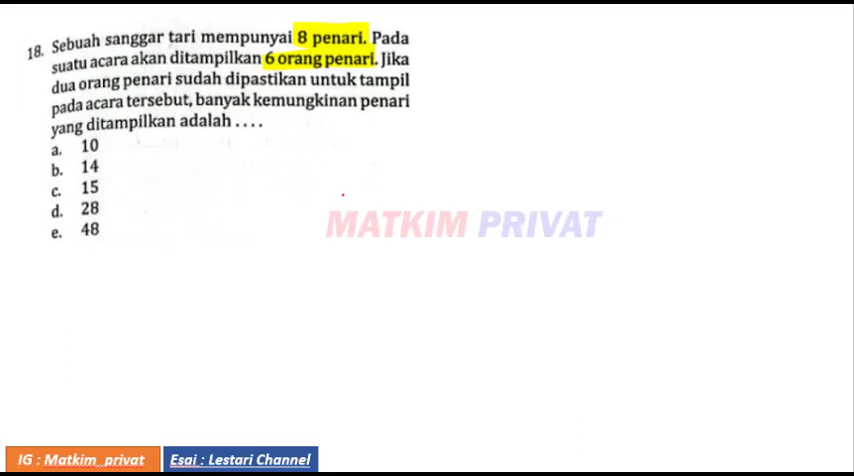 18. Sebuah sanggar tari mempunyai 8 penari. Pada
suatu acara akan ditampilkan 6 orang penari. Jika
dua orang penari sudah dipastikan untuk tampil
pada acara tersebut, banyak kemungkinan penari
yang ditampilkan adalah . . . .
a. 10
b. 14
c. 15
d. 28
e. 48
MATKIM PRIVAT
IG : Matkim_privat
Esai : Lestari Channel